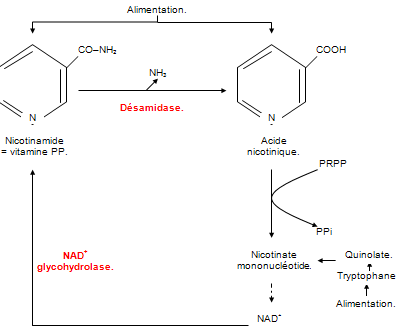 Alimentation.
CO–NH₂
COOH
NH₃
N
Désamidase.
N
Nicotinamide
= vitamine PP.
Acide
nicotinique.
PRPP
PPi
NAD⁺
glycohydrolase.
Nicotinate
mononucléotide.
Quinolate.
Tryptophane
Alimentation.
NAD⁺